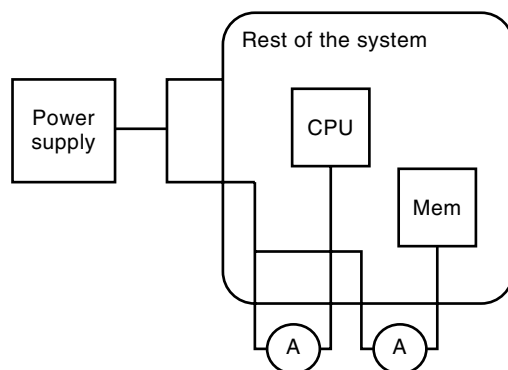 Rest of the system
Power
supply
CPU
Mem
A
A